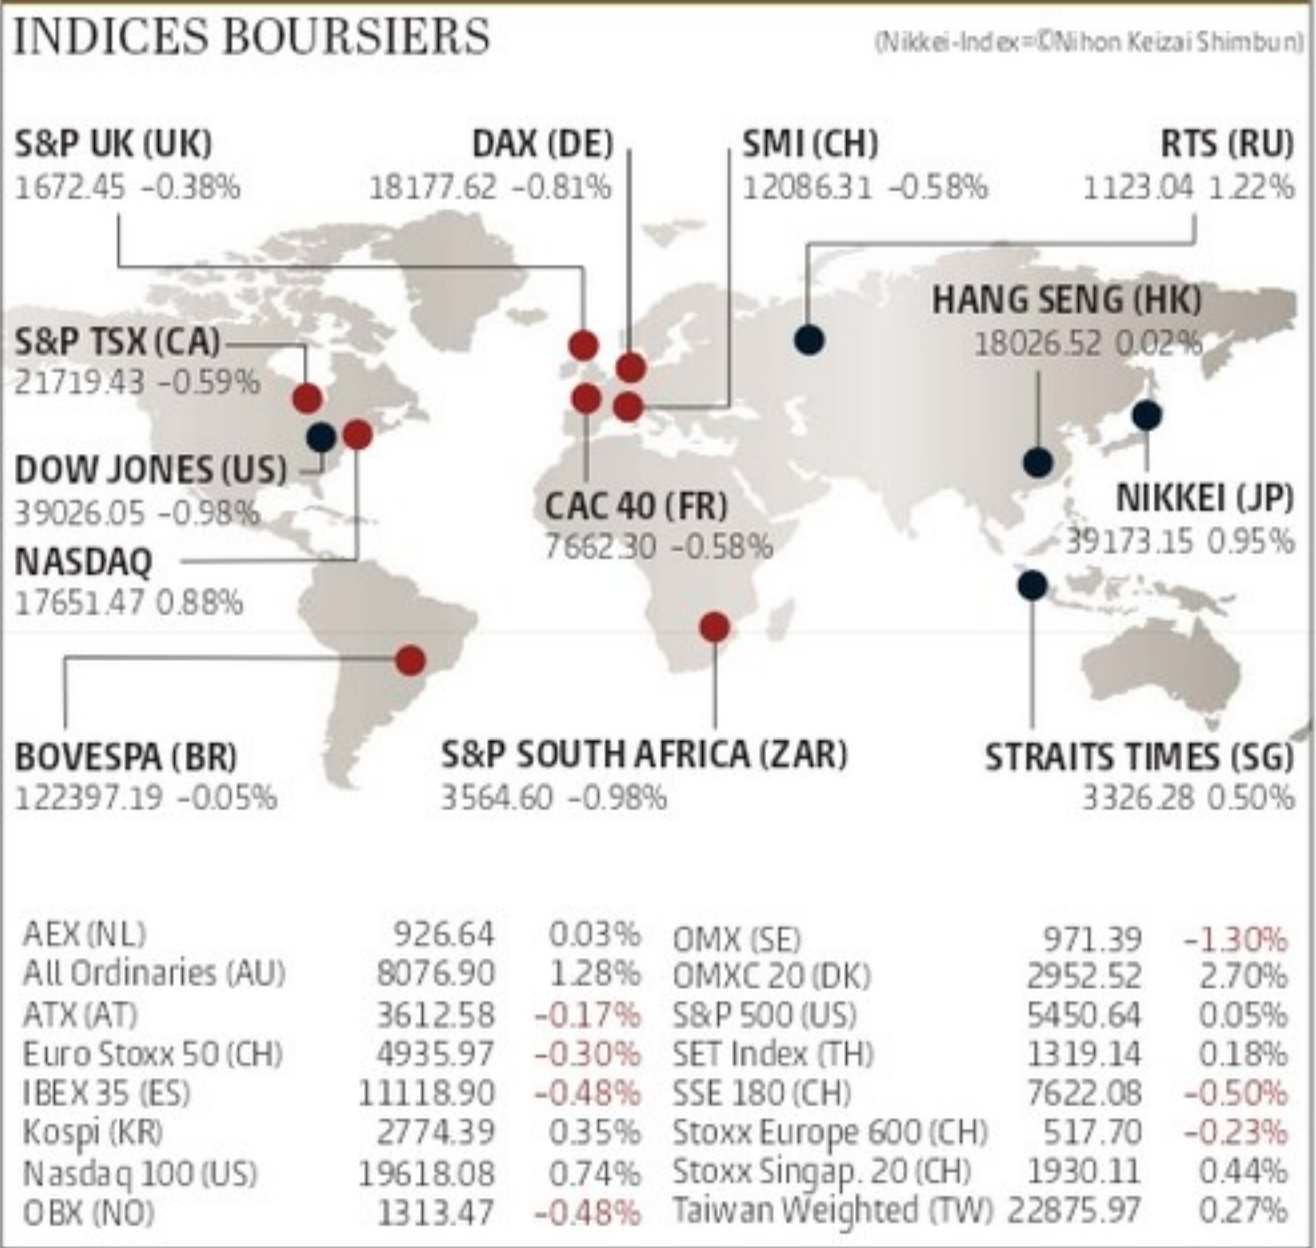 INDICES BOURSIERS
(Nikkei-Index=©Nihon Keizai Shimbun)
S&P UK (UK)
1672.45 -0.38%
DAX (DE)
18177.62 -0.81%
SMI (CH)
12086.31 -0.58%
RTS (RU)
1123.04 1.22%
HANG SENG (HK)
18026.52 0.02%
S&P TSX (CA)
21719.43 -0.59%
DOW JONES (US)
39026.05 -0.98%
NIKKEI (JP)
39173.15 0.95%
CAC 40 (FR)
7662.30 -0.58%
NASDAQ
17651.47 0.88%
BOVESPA (BR)
122397.19 -0.05%
S&P SOUTH AFRICA (ZAR)
3564.60 -0.98%
STRAITS TIMES (SG)
3326.28 0.50%
AEX (NL) 926.64 0.03%
All Ordinaries (AU) 8076.90 1.28%
ATX (AT) 3612.58 -0.17%
Euro Stoxx 50 (CH) 4935.97 -0.30%
IBEX 35 (ES) 11118.90 -0.48%
Kospi (KR) 2774.39 0.35%
Nasdaq 100 (US) 19618.08 0.74%
OBX (NO) 1313.47 -0.48%
OMX (SE) 971.39 -1.30%
OMXC 20 (DK) 2952.52 2.70%
S&P 500 (US) 5450.64 0.05%
SET Index (TH) 1319.14 0.18%
SSE 180 (CH) 7622.08 -0.50%
Stoxx Europe 600 (CH) 517.70 -0.23%
Stoxx Singap. 20 (CH) 1930.11 0.44%
Taiwan Weighted (TW) 22875.97 0.27%